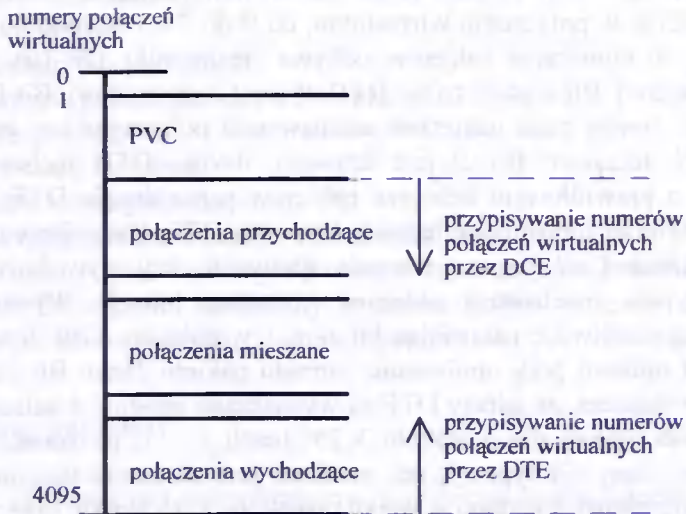 numery połączeń
wirtualnych
0
1
PVC
połączenia przychodzące
przypisywanie numerów
połączeń wirtualnych
przez DCE
połączenia mieszane
przypisywanie numerów
połączeń wirtualnych
przez DTE
połączenia wychodzące
4095